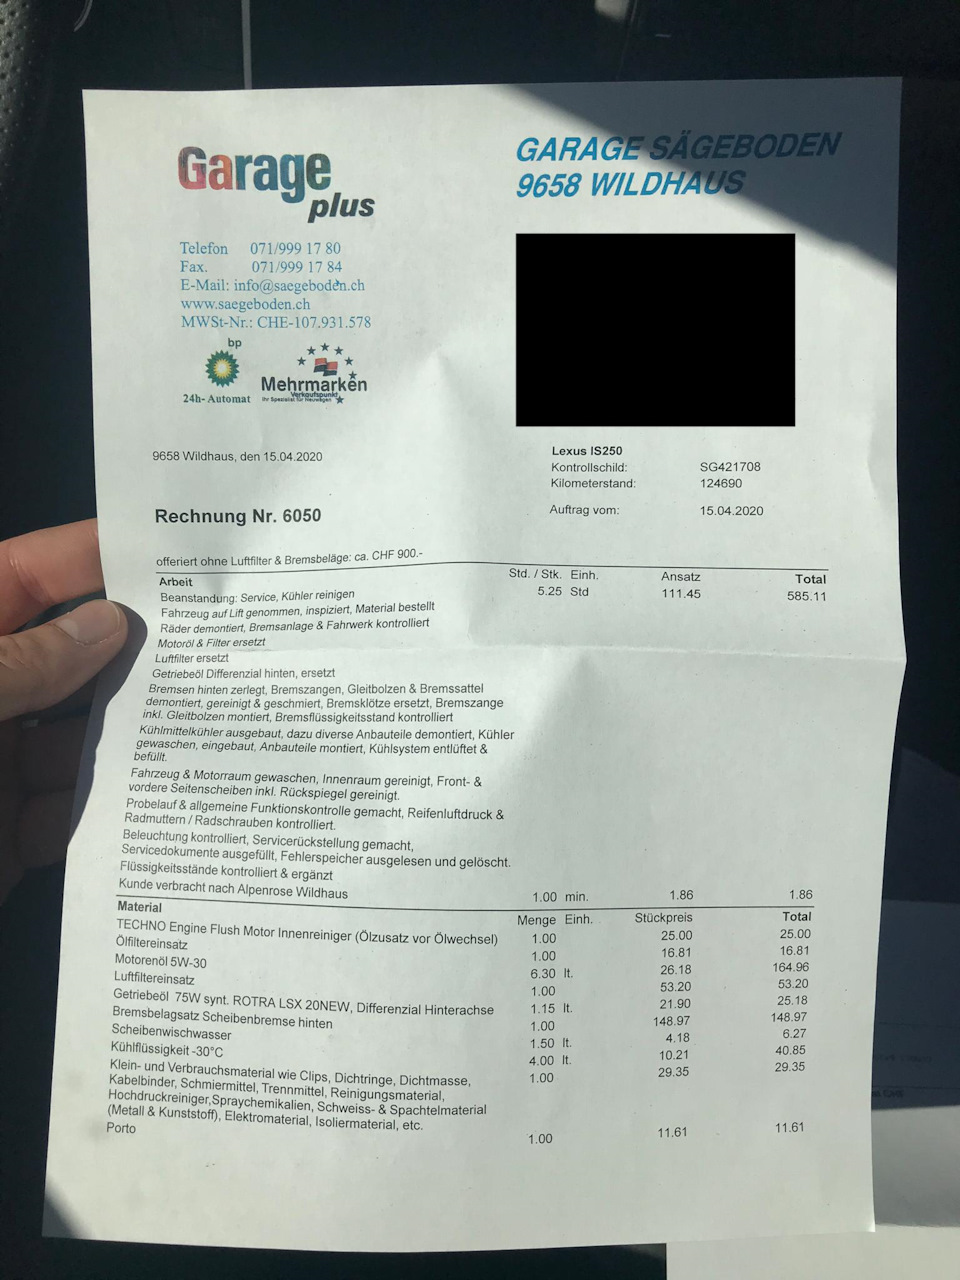 Garage
plus
GARAGE SÄGEBODEN
9658 WILDHAUS
Telefon 071/999 17 80
Fax. 071/999 17 84
E-Mail: info@saegeboden.ch
www.saegeboden.ch
MWSt-Nr.: CHE-107.931.578
bp
24h- Automat
Mehrmarken
Verkaufspunkt
Ihr Spezialist für Neuwagen
9658 Wildhaus, den 15.04.2020
Lexus IS250
Kontrollschild: SG421708
Kilometerstand: 124690
Auftrag vom: 15.04.2020
Rechnung Nr. 6050
offeriert ohne Luftfilter & Bremsbeläge: ca. CHF 900.-
Arbeit Std. / Stk. Einh. Ansatz Total
Beanstandung: Service, Kühler reinigen 5.25 Std 111.45 585.11
Fahrzeug auf Lift genommen, inspiziert, Material bestellt
Räder demontiert, Bremsanlage & Fahrwerk kontrolliert
Motoröl & Filter ersetzt
Luftfilter ersetzt
Getriebeöl Differenzial hinten, ersetzt
Bremsen hinten zerlegt, Bremszangen, Gleitbolzen & Bremssattel
demontiert, gereinigt & geschmiert, Bremsklötze ersetzt, Bremszange
inkl. Gleitbolzen montiert, Bremsflüssigkeitsstand kontrolliert
Kühlmittelkühler ausgebaut, dazu diverse Anbauteile demontiert, Kühler
gewaschen, eingebaut, Anbauteile montiert, Kühlsystem entlüftet &
befüllt.
Fahrzeug & Motorraum gewaschen, Innenraum gereinigt, Front- &
vordere Seitenscheiben inkl. Rückspiegel gereinigt.
Probelauf & allgemeine Funktionskontrolle gemacht, Reifenluftdruck &
Radmuttern / Radschrauben kontrolliert.
Beleuchtung kontrolliert, Servicerückstellung gemacht,
Servicedokumente ausgefüllt, Fehlerspeicher ausgelesen und gelöscht.
Flüssigkeitsstände kontrolliert & ergänzt
Kunde verbracht nach Alpenrose Wildhaus 1.00 min. 1.86 1.86
Material Menge Einh. Stückpreis Total
TECHNO Engine Flush Motor Innenreiniger (Ölzusatz vor Ölwechsel) 1.00 25.00 25.00
Ölfiltereinsatz 1.00 16.81 16.81
Motorenöl 5W-30 6.30 lt. 26.18 164.96
Luftfiltereinsatz 1.00 53.20 53.20
Getriebeöl 75W synt. ROTRA LSX 20NEW, Differenzial Hinterachse 1.15 lt. 21.90 25.18
Bremsbelagsatz Scheibenbremse hinten 1.00 148.97 148.97
Scheibenwischwasser 1.50 lt. 4.18 6.27
Kühlflüssigkeit -30°C 4.00 lt. 10.21 40.85
Klein- und Verbrauchsmaterial wie Clips, Dichtringe, Dichtmasse, 1.00 29.35 29.35
Kabelbinder, Schmiermittel, Trennmittel, Reinigungsmaterial,
Hochdruckreiniger,Spraychemikalien, Schweiss- & Spachtelmaterial
(Metall & Kunststoff), Elektromaterial, Isoliermaterial, etc.
Porto 1.00 11.61 11.61